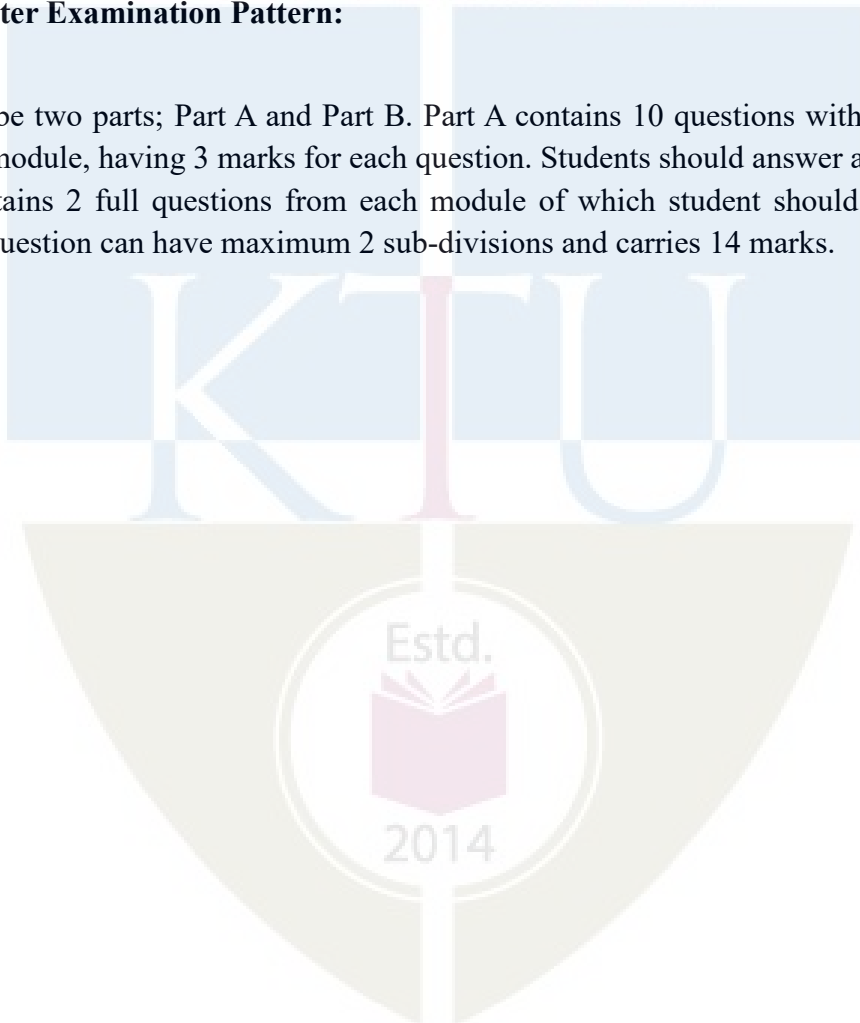 ter Examination Pattern:
be two parts; Part A and Part B. Part A contains 10 questions with
module, having 3 marks for each question. Students should answer a
tains 2 full questions from each module of which student should
uestion can have maximum 2 sub-divisions and carries 14 marks.
KTU
Estd.
2014